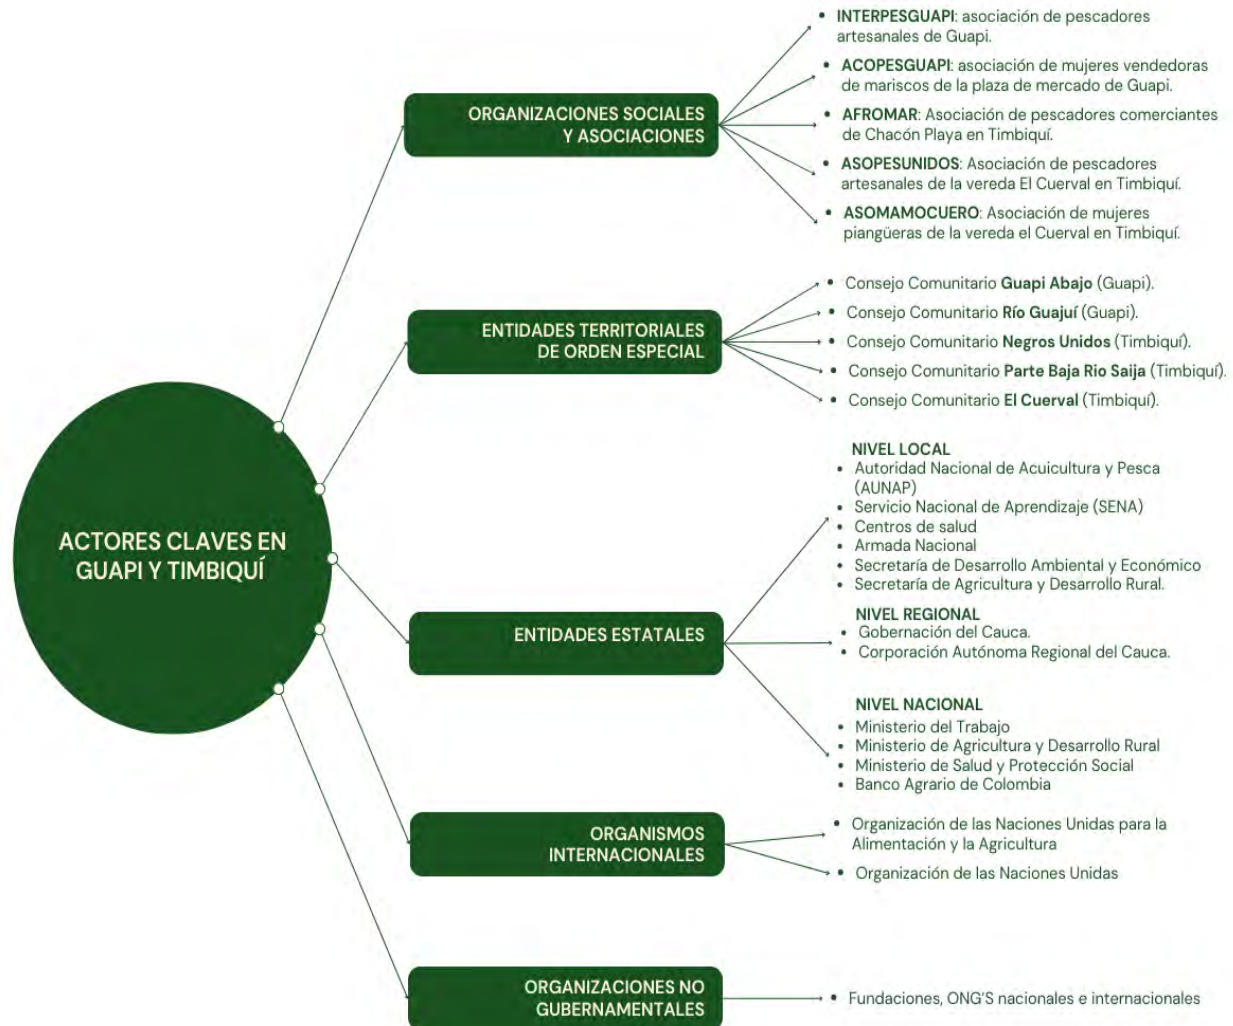 ACTORES CLAVES EN
GUAPI Y TIMBIQUÍ
ORGANIZACIONES SOCIALES
Y ASOCIACIONES
• INTERPESGUAPI: asociación de pescadores
artesanales de Guapi.
• ACOPESGUAPI: asociación de mujeres vendedoras
de mariscos de la plaza de mercado de Guapi.
• AFROMAR: Asociación de pescadores comerciantes
de Chacón Playa en Timbiquí.
• ASOPESUNIDOS: Asociación de pescadores
artesanales de la vereda El Cuerval en Timbiquí.
• ASOMAMOCUERO: Asociación de mujeres
piangüeras de la vereda el Cuerval en Timbiquí.
ENTIDADES TERRITORIALES
DE ORDEN ESPECIAL
• Consejo Comunitario Guapi Abajo (Guapi).
• Consejo Comunitario Río Guajuí (Guapi).
• Consejo Comunitario Negros Unidos (Timbiquí).
• Consejo Comunitario Parte Baja Rio Saija (Timbiquí).
• Consejo Comunitario El Cuerval (Timbiquí).
ENTIDADES ESTATALES
NIVEL LOCAL
• Autoridad Nacional de Acuicultura y Pesca
(AUNAP)
• Servicio Nacional de Aprendizaje (SENA)
• Centros de salud
• Armada Nacional
• Secretaría de Desarrollo Ambiental y Económico
• Secretaría de Agricultura y Desarrollo Rural.
NIVEL REGIONAL
• Gobernación del Cauca.
• Corporación Autónoma Regional del Cauca.
NIVEL NACIONAL
• Ministerio del Trabajo
• Ministerio de Agricultura y Desarrollo Rural
• Ministerio de Salud y Protección Social
• Banco Agrario de Colombia
ORGANISMOS
INTERNACIONALES
• Organización de las Naciones Unidas para la
Alimentación y la Agricultura
• Organización de las Naciones Unidas
ORGANIZACIONES NO
GUBERNAMENTALES
• Fundaciones, ONG'S nacionales e internacionales